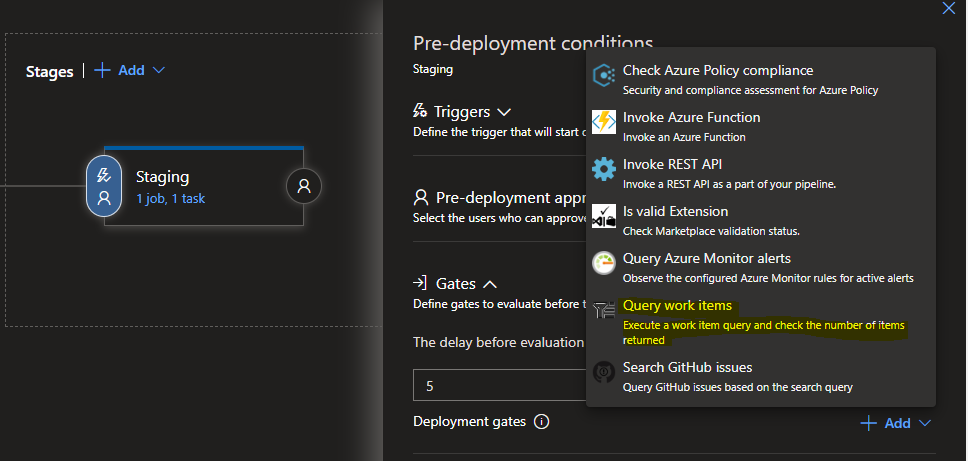 Pre-deployment conditions
Staging
Stages | + Add
Staging
1 job, 1 task
Triggers
Define the trigger that will start
Pre-deployment appr
Select the users who can approve
Gates
Define gates to evaluate before t
The delay before evaluation
5
Deployment gates
+ Add
Check Azure Policy compliance
Security and compliance assessment for Azure Policy
Invoke Azure Function
Invoke an Azure Function
Invoke REST API
Invoke a REST API as a part of your pipeline.
Is valid Extension
Check Marketplace validation status.
Query Azure Monitor alerts
Observe the configured Azure Monitor rules for active alerts
Query work items
Execute a work item query and check the number of items
returned
Search GitHub issues
Query GitHub issues based on the search query